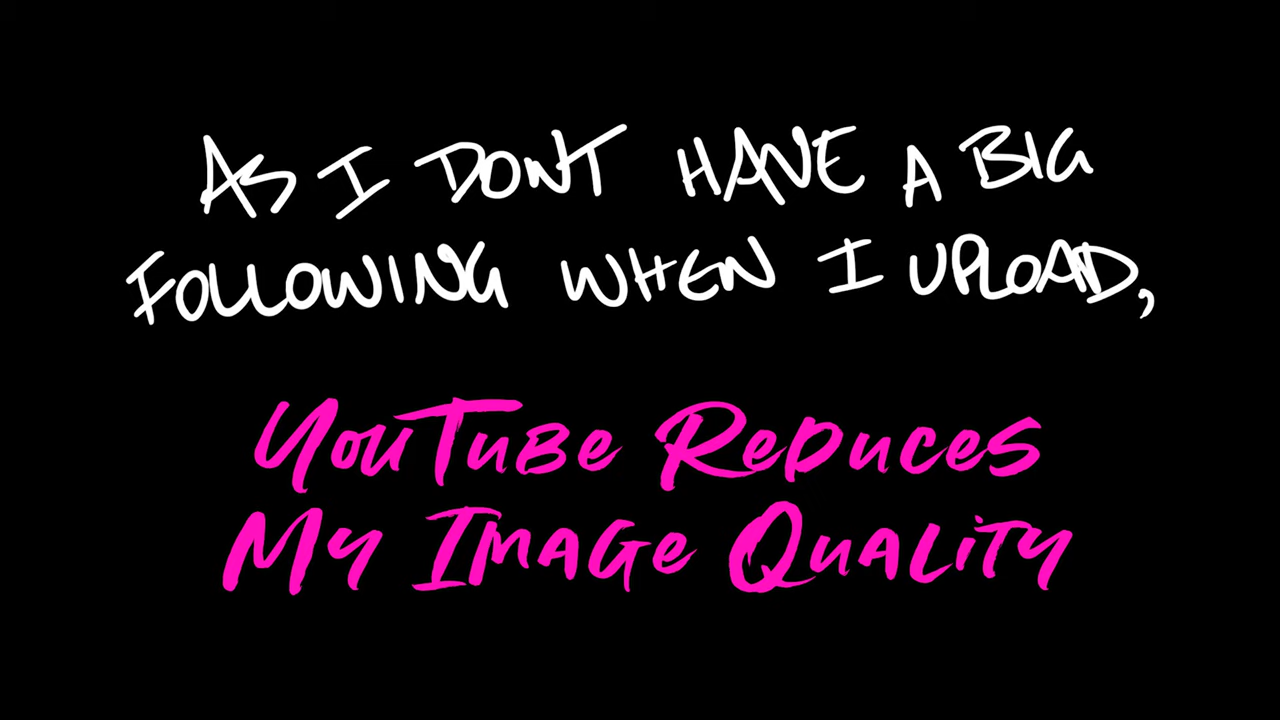 AS I DONT HAVE A BIG
FOLLOWING WHEN I UPLOAD,
YouTube Reduces
My Image Quality